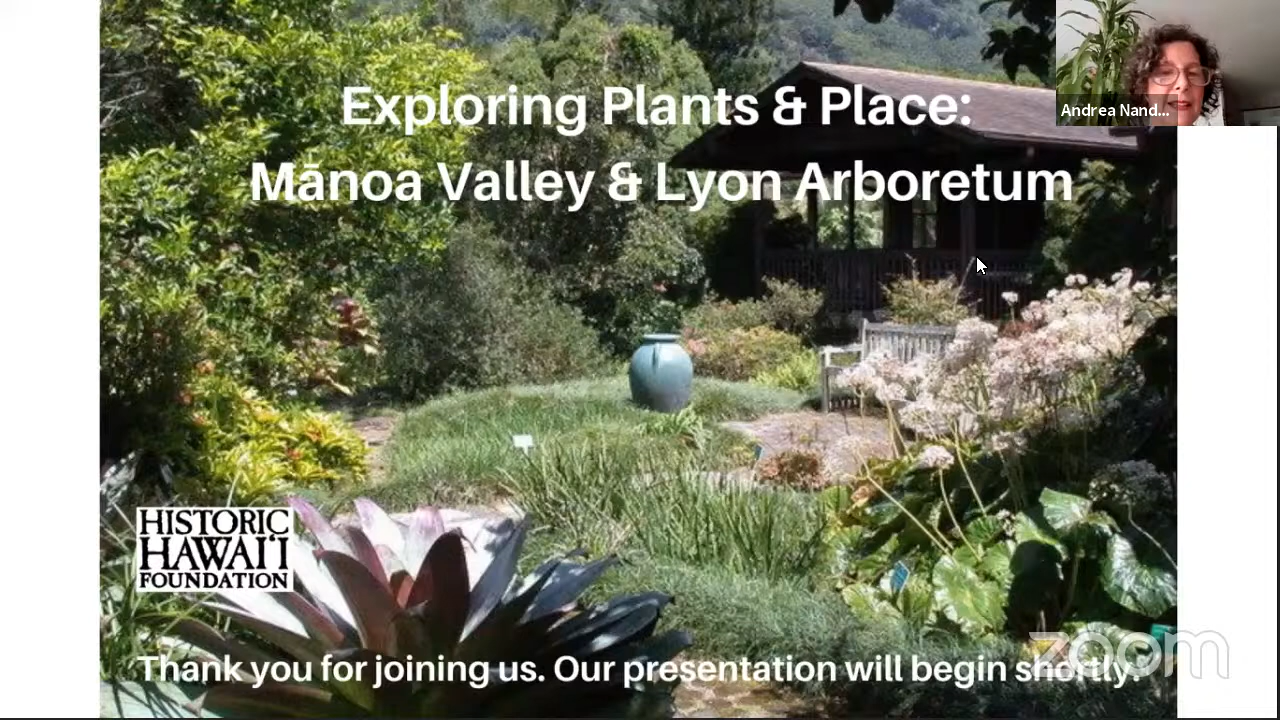 Exploring Plants & Place:
Mānoa Valley & Lyon Arboretum
Andrea Nand...
HISTORIC
HAWAI‘I
FOUNDATION
Thank you for joining us. Our presentation will begin shortly.
zoom